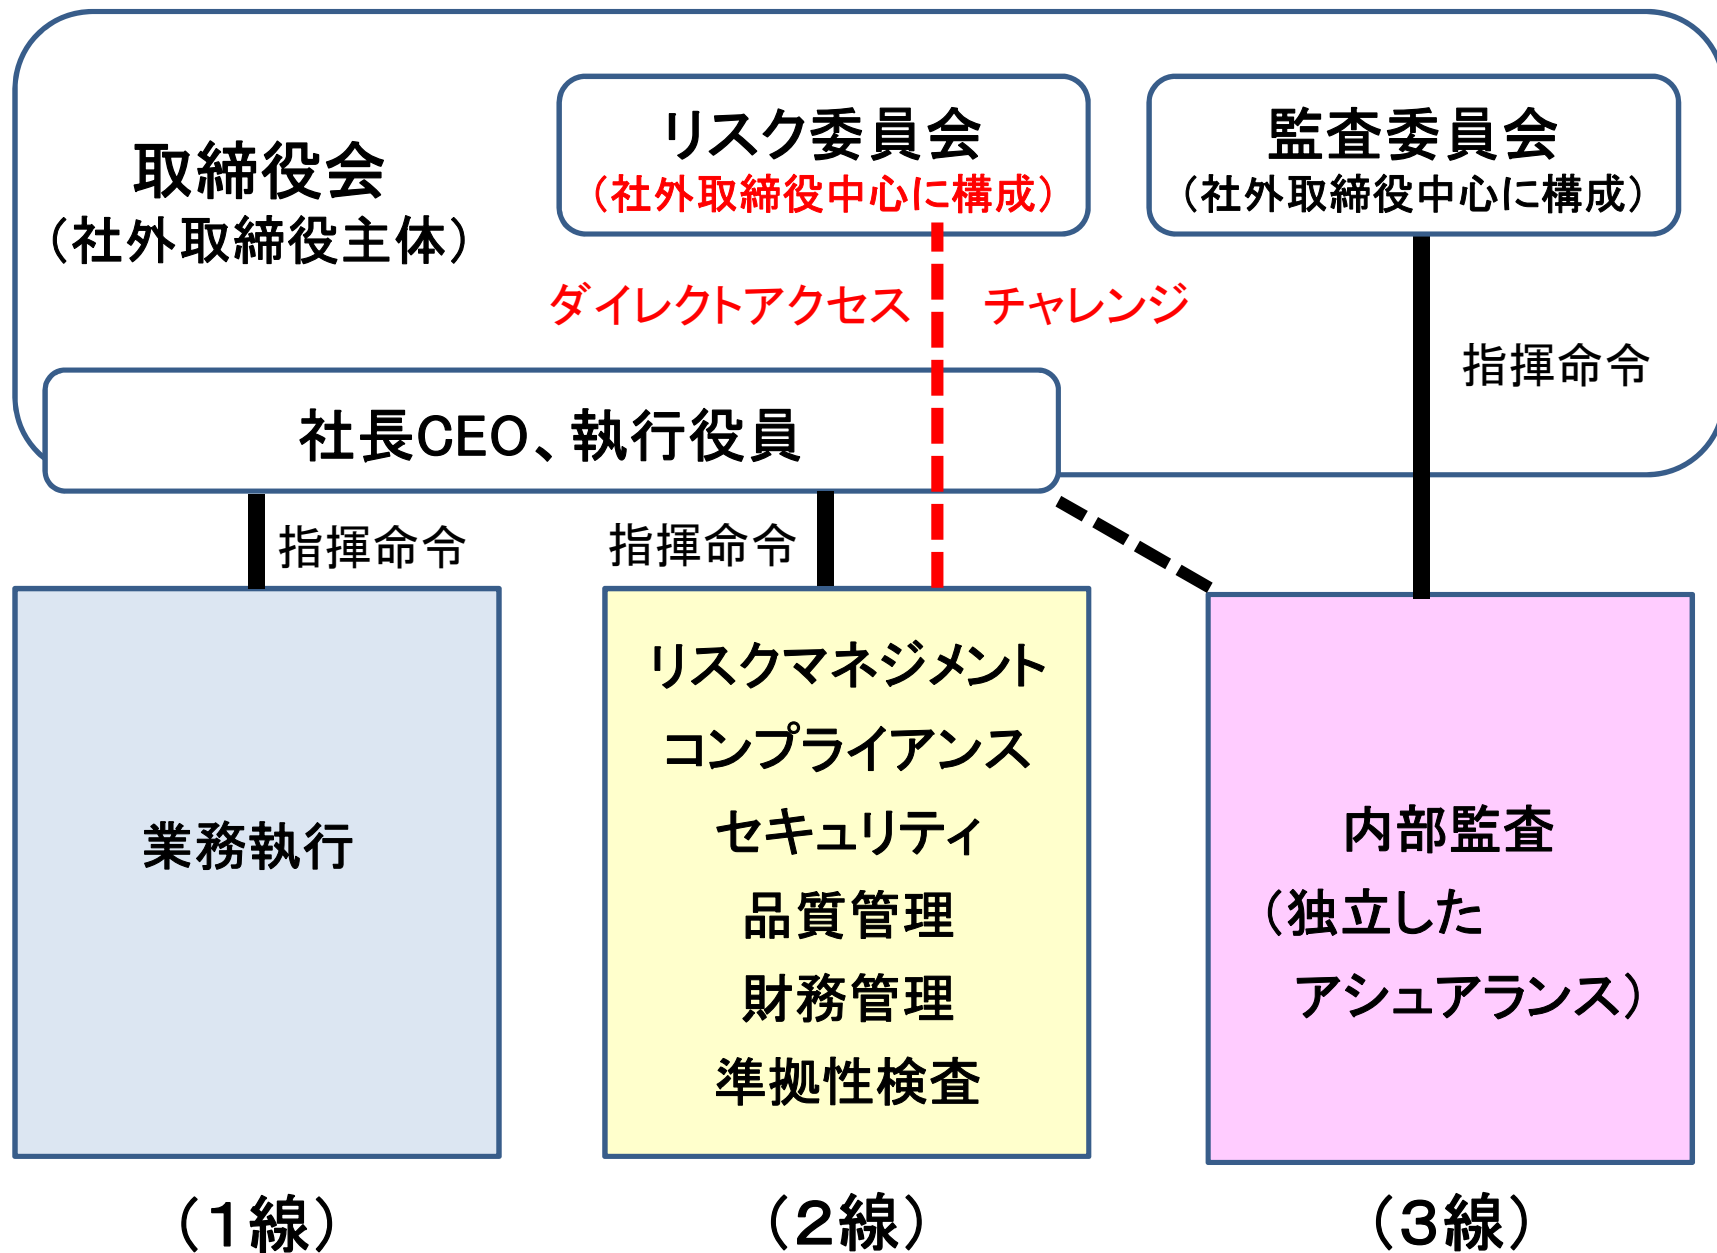 取締役会
（社外取締役主体）
リスク委員会
（社外取締役中心に構成）
監査委員会
（社外取締役中心に構成）
ダイレクトアクセス
チャレンジ
指揮命令
社長CEO、執行役員
指揮命令
指揮命令
業務執行
リスクマネジメント
コンプライアンス
セキュリティ
品質管理
財務管理
準拠性検査
内部監査
（独立した
アシュアランス）
（１線）
（２線）
（３線）